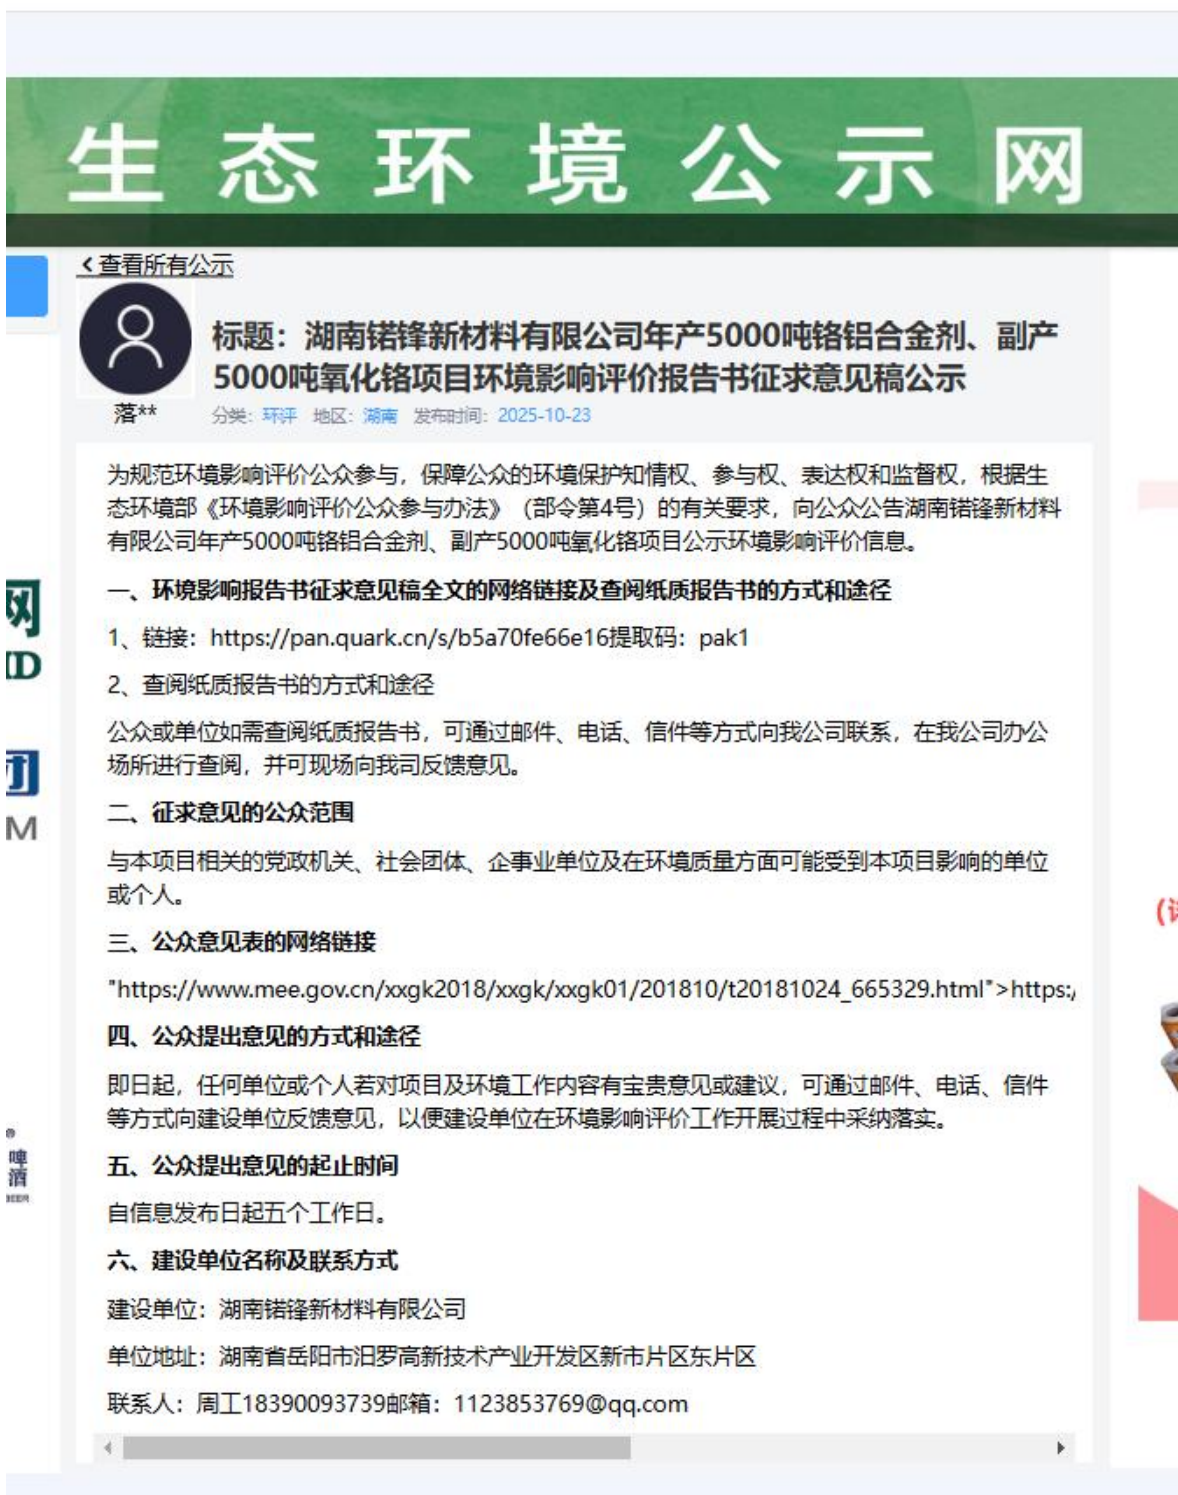 生态环境公示网
查看所有公示
标题：湖南锘锋新材料有限公司年产5000吨铬铝合金剂、副产
5000吨氧化铬项目环境影响评价报告书征求意见稿公示
落**
分类：环评 地区：湖南 发布时间：2025-10-23
为规范环境影响评价公众参与，保障公众的环境保护知情权、参与权、表达权和监督权，根据生
态环境部《环境影响评价公众参与办法》（部令第4号）的有关要求，向公众公告湖南锘锋新材料
有限公司年产5000吨铬铝合金剂、副产5000吨氧化铬项目公示环境影响评价信息。
一、环境影响报告书征求意见稿全文的网络链接及查阅纸质报告书的方式和途径
1、链接：https://pan.quark.cn/s/b5a70fe66e16提取码：pak1
2、查阅纸质报告书的方式和途径
公众或单位如需查阅纸质报告书，可通过邮件、电话、信件等方式向我公司联系，在我公司办公
场所进行查阅，并可现场向我司反馈意见。
二、征求意见的公众范围
与本项目相关的党政机关、社会团体、企事业单位及在环境质量方面可能受到本项目影响的单位
或个人。
三、公众意见表的网络链接
"https://www.mee.gov.cn/xxgk2018/xxgk/xxgk01/201810/t20181024_665329.html">https:/
四、公众提出意见的方式和途径
即日起，任何单位或个人若对项目及环境工作内容有宝贵意见或建议，可通过邮件、电话、信件
等方式向建设单位反馈意见，以便建设单位在环境影响评价工作开展过程中采纳落实。
五、公众提出意见的起止时间
自信息发布日起五个工作日。
六、建设单位名称及联系方式
建设单位：湖南锘锋新材料有限公司
单位地址：湖南省岳阳市汨罗高新技术产业开发区新市片区东片区
联系人：周工18390093739邮箱：1123853769@qq.com
网
D
团
M
啤
酒